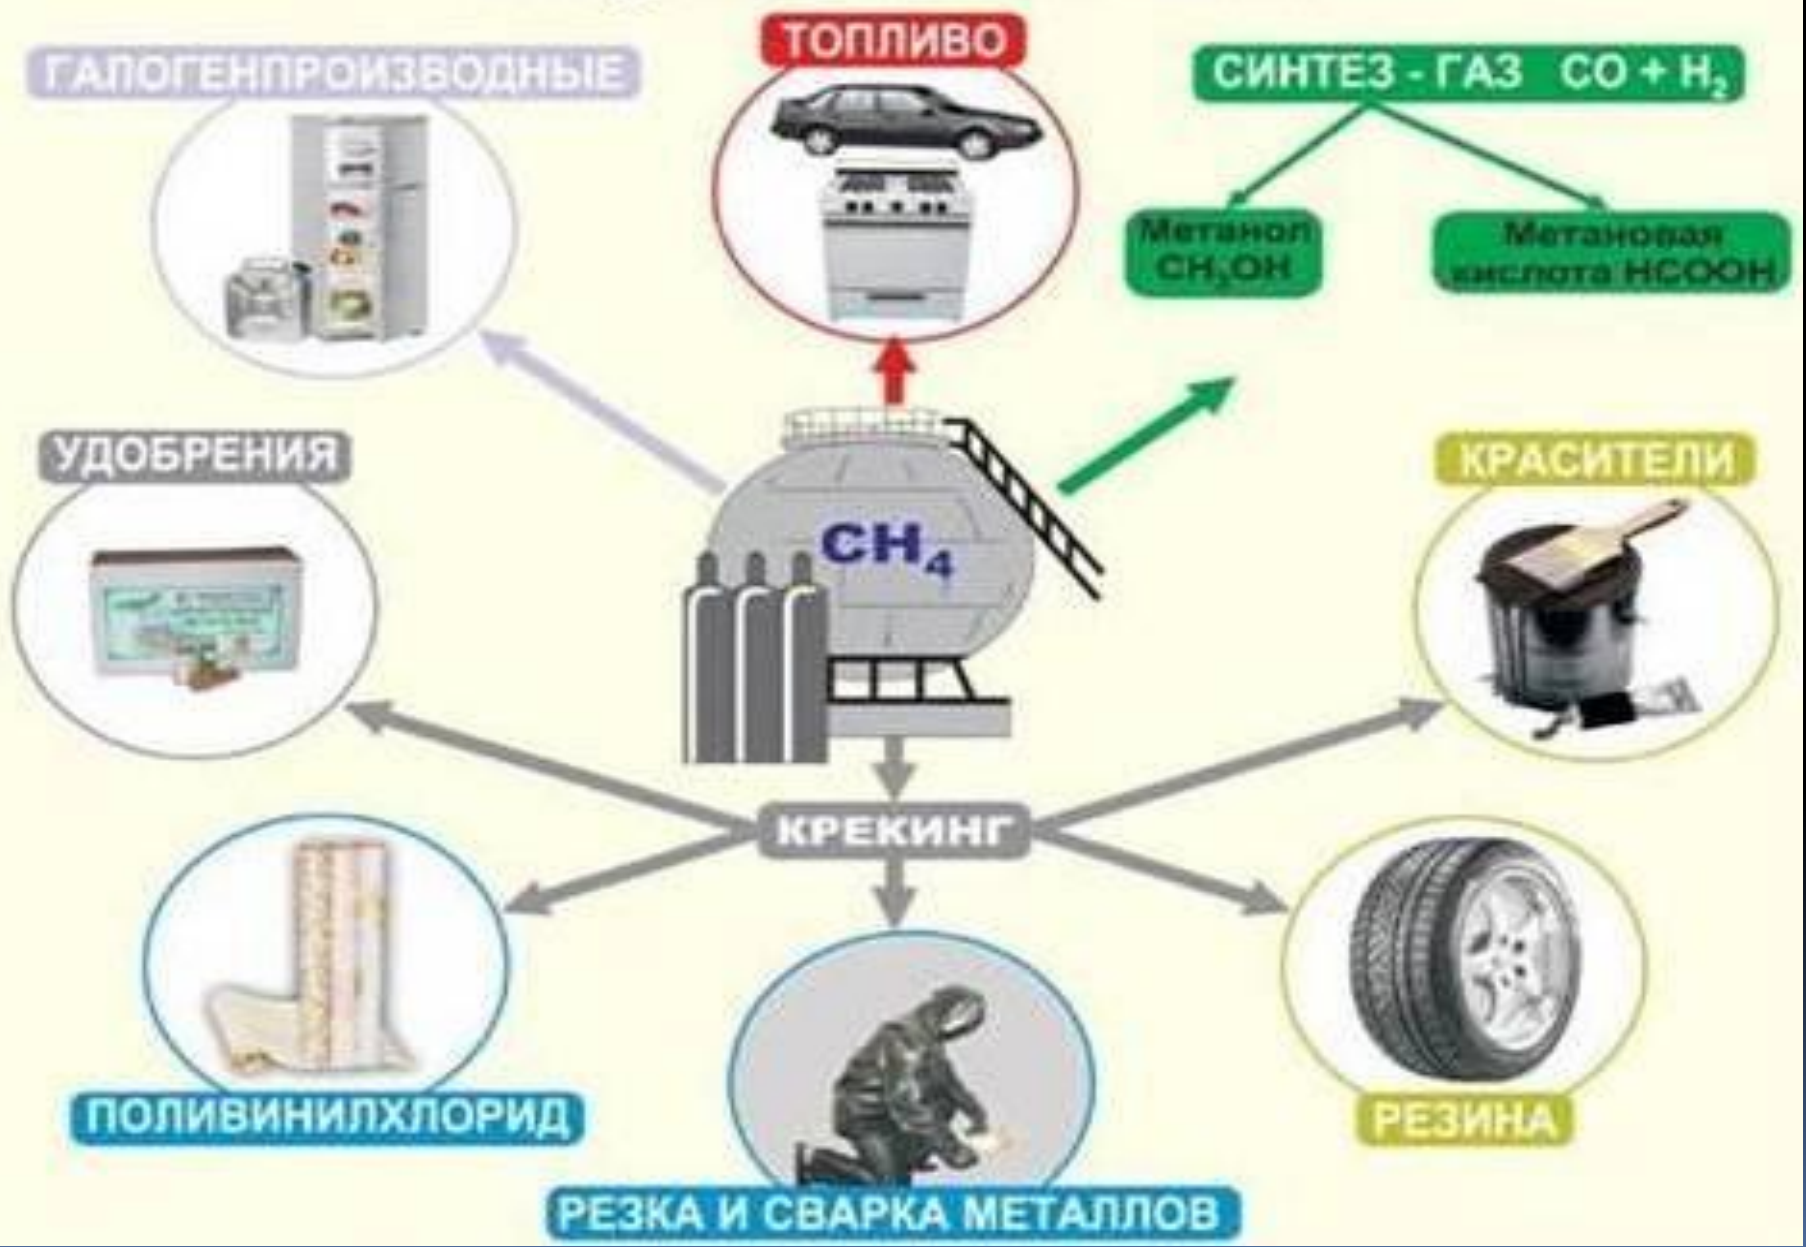 ТОПЛИВО
ГАЛОГЕНПРОИЗВОДНЫЕ
СИНТЕЗ - ГАЗ CO + H₂
Метанол
CH₃OH
Метановая
кислота HCOOH
УДОБРЕНИЯ
КРАСИТЕЛИ
CH₄
КРЕКИНГ
ПОЛИВИНИЛХЛОРИД
РЕЗИНА
РЕЗКА И СВАРКА МЕТАЛЛОВ